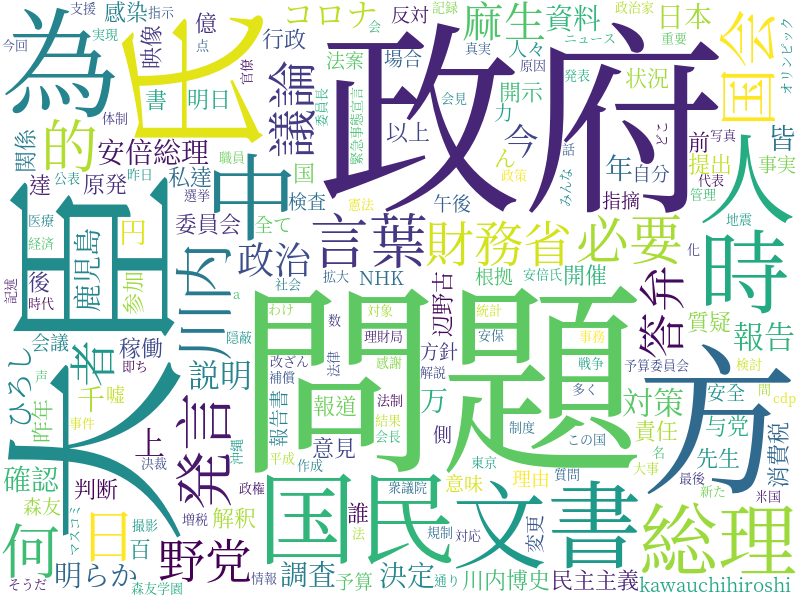 為
氏
政府
国会
感染
億
コロナ
会
反対
麻生
資料
記録
政治家
日本
支援
指示
今回
実現
点
映像
行政
官僚
議論
法案
場合
人々
真実
原因
ニュース
重要
オリンピック
発表
状況
書
明日
体制
的
安倍総理
委員長
緊急事態宣言
会見
開示
力
以上
今
ん
年
自分
話
どこ
みんな
前
写真
提出
皆
事実
関係
達
公表
昨日
原発
職員
私達
国
中
検査
選挙
憲法
午後
政策
指摘
代表
管理
人
地震
大臣
鹿児島
円
参加
委員会
全て
言葉
財務省
必要
時
化
医療
経済
後
時代
記述
川内
政治
a
社会
拡大
NHK
根拠
辺野古
安倍氏
開催
答弁
質疑
報告
者
会議
即ち
稼働
隠蔽
問題
方
わけ
対象
数
理財局
統計
安保
事務
戦争
方針
解説
予算委員会
検討
ひろし
声
昨年
千
嘘
事件
説明
改ざん
補償
法律
感謝
法制
多く
対策
安全
与党
問
cdp
万
確認
決裁
上
発言
報告書
報道
結果
会長
側
制度
この国
責任
名
先生
消費税
森友
判断
国民
沖縄
平成
作成
意見
東京
質問
意味
理由
文書
大事
最後
新た
米国
何
マスコミ
撮影
日
増税
解釈
政権
百
誰
衆議院
変更
総理
そうだ
明らか
森友学園
野党
情報
調査
法
予算
決定
規制
対応
通り
川内博史
民主主義
kawauchihiroshi